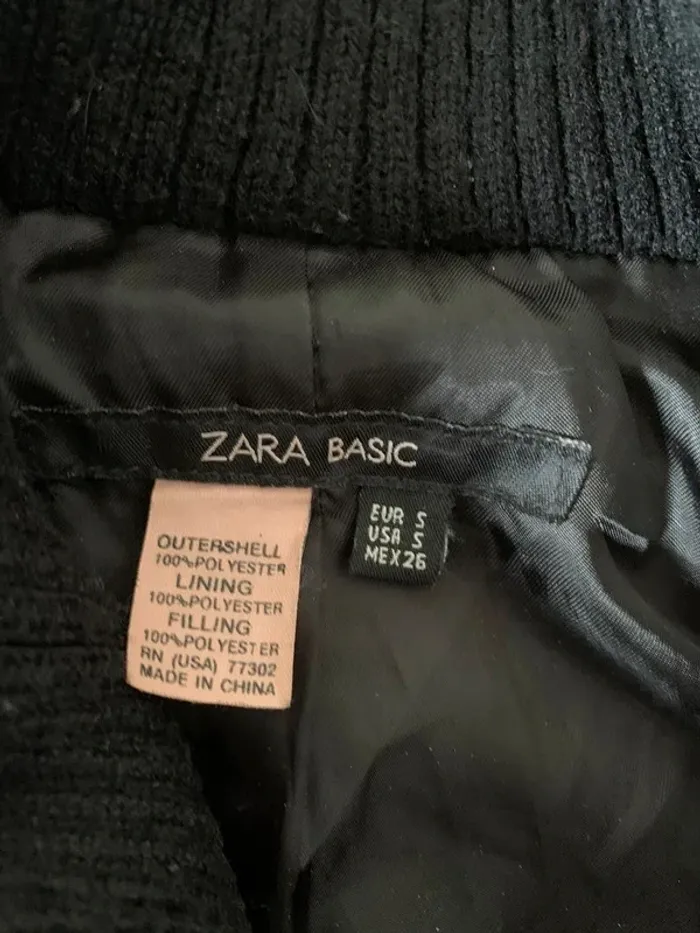 ZARA BASIC
EUR S
USA S
MEX 26
OUTERSHELL
100%POLYESTER
LINING
100%POLYESTER
FILLING
100%POLYESTER
RN (USA) 77302
MADE IN CHINA